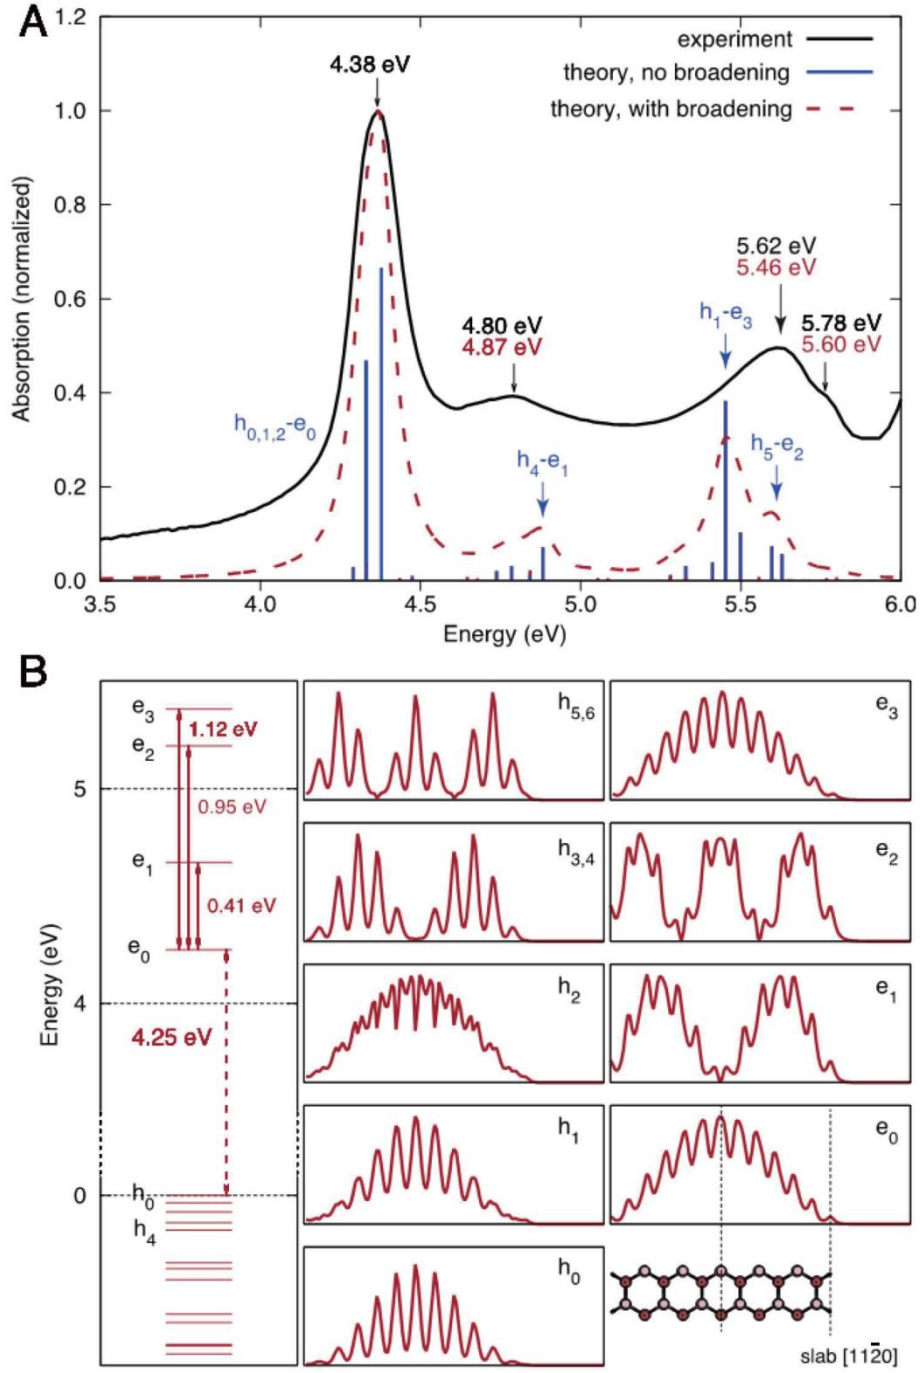 A
1.2
1.0
0.8
0.6
0.4
0.2
0.0
Absorption (normalized)
experiment
theory, no broadening
theory, with broadening
4.38 eV
4.80 eV
4.87 eV
5.62 eV
5.46 eV
5.78 eV
5.60 eV
h0,1,2-e0
h4-e1
h1-e3
h5-e2
3.5 4.0 4.5 5.0 5.5 6.0
Energy (eV)
B
Energy (eV)
5
4
0
e3
1.12 eV
e2
0.95 eV
e1
0.41 eV
e0
4.25 eV
h0
h4
h5,6
e3
h3,4
e2
h2
e1
h1
e0
h0
slab [112̄0]